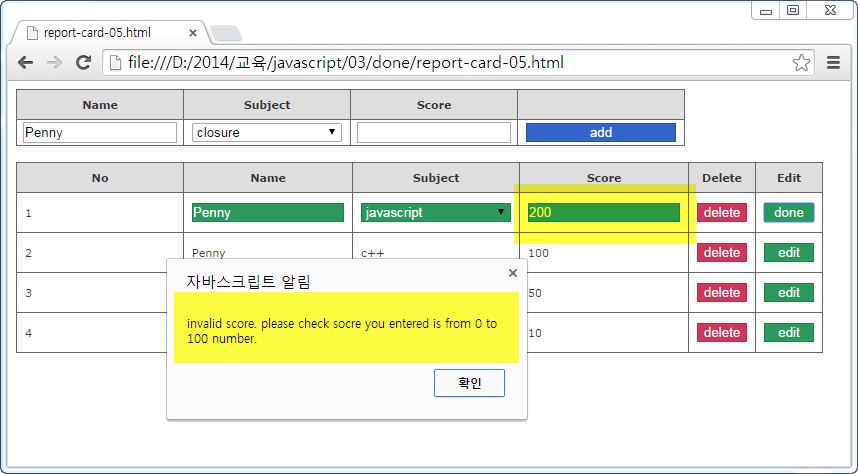 report-card-05.html
file:///D:/2014/교육/javascript/03/done/report-card-05.html
Name Subject Score
Penny closure add
No Name Subject Score Delete Edit
1 Penny javascript 200 delete done
2 Penny c++ 100 delete edit
3 50 delete edit
4 10 delete edit
자바스크립트 알림
invalid score. please check socre you entered is from 0 to
100 number.
확인